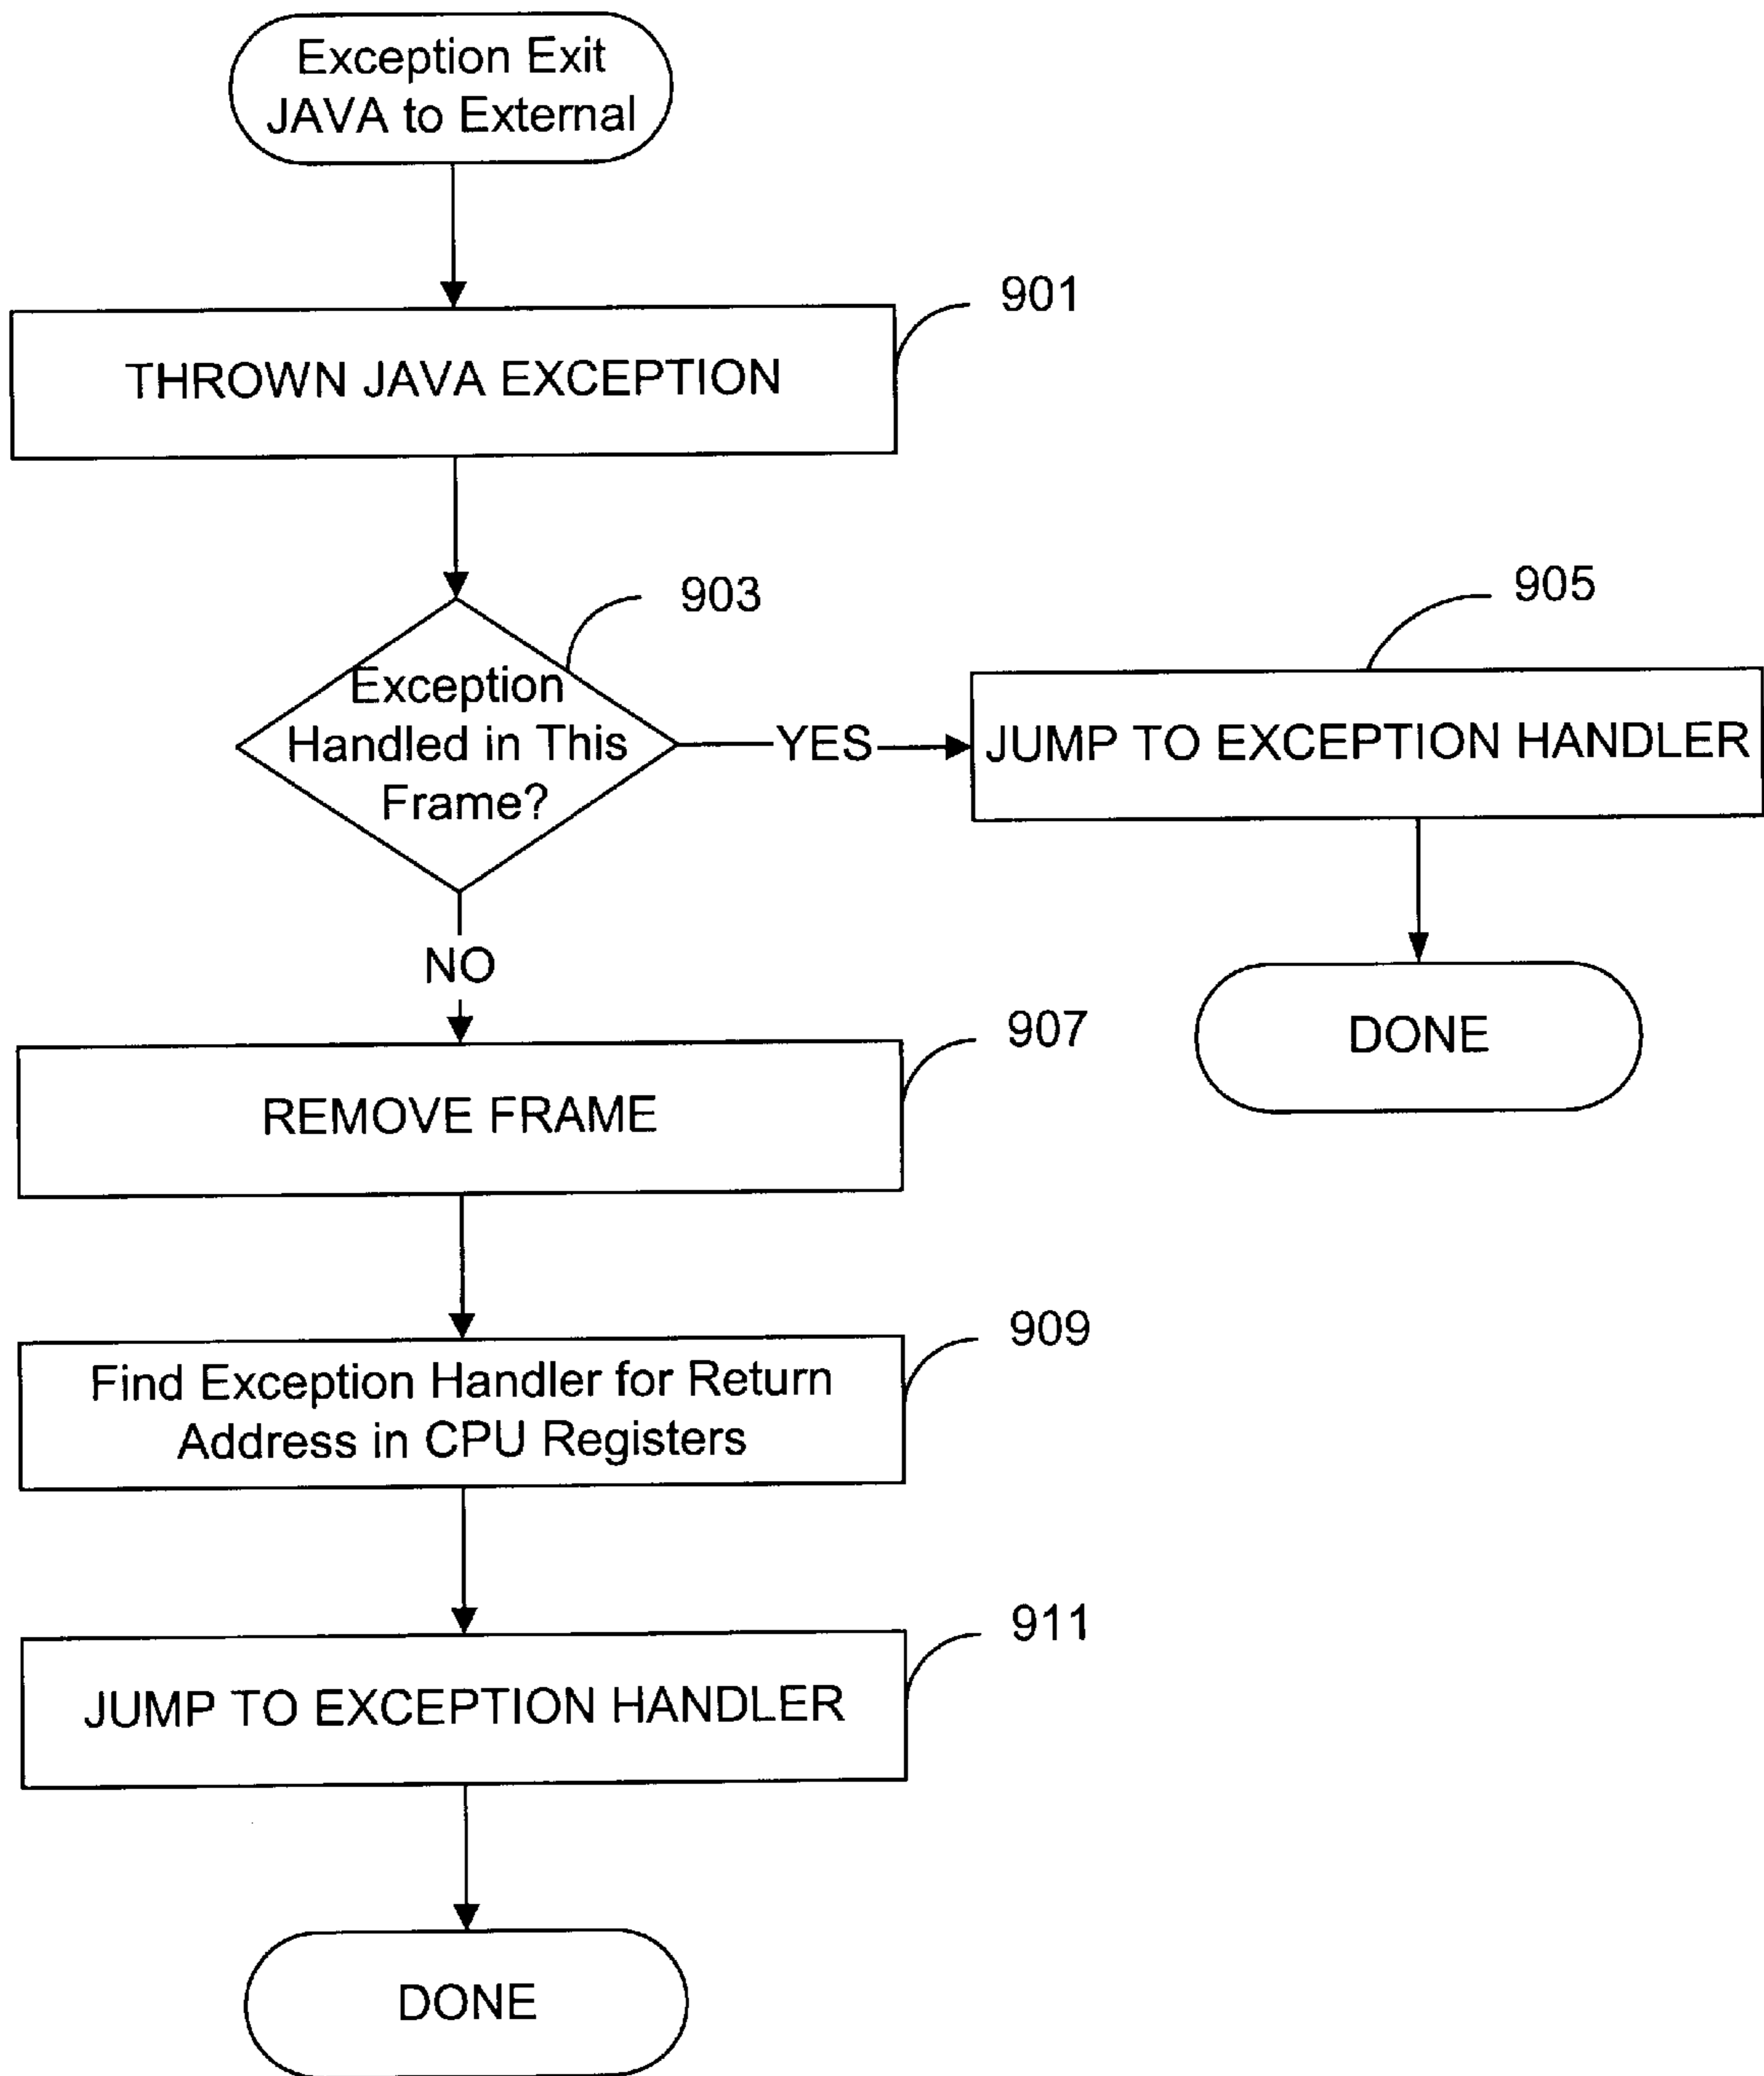 Exception Exit
JAVA to External
901
THROWN JAVA EXCEPTION
903
905
Exception
Handled in This
Frame?
YES
JUMP TO EXCEPTION HANDLER
NO
DONE
907
REMOVE FRAME
909
Find Exception Handler for Return
Address in CPU Registers
911
JUMP TO EXCEPTION HANDLER
DONE